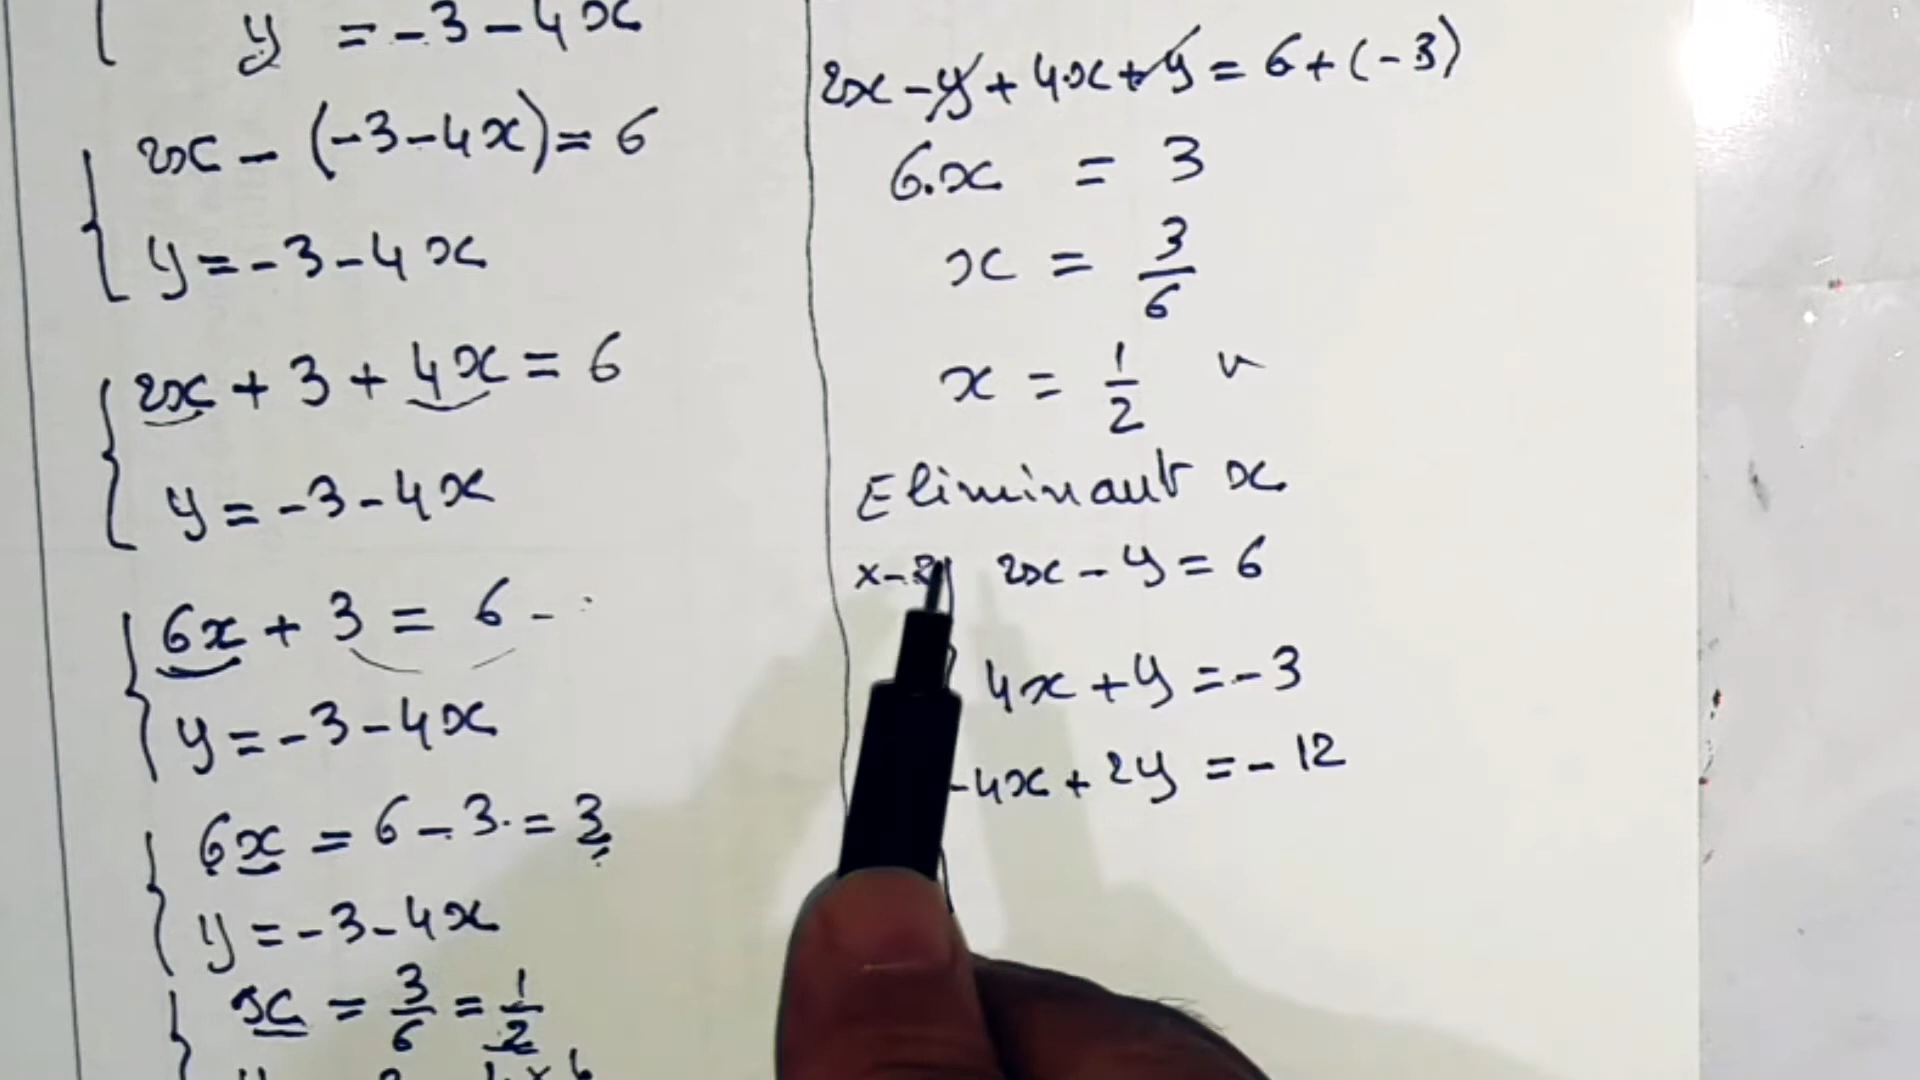 y = -3 - 4x
2x - (-3 - 4x) = 6
y = -3 - 4x
2x + 3 + 4x = 6
y = -3 - 4x
6x + 3 = 6 -
y = -3 - 4x
6x = 6 - 3 = 3
y = -3 - 4x
x = 3/6 = 1/2
2x - y + 4x + y = 6 + (-3)
6.x = 3
x = 3/6
x = 1/2
Eliminant x
x-2 2x - y = 6
4x + y = -3
-4x + 2y = -12